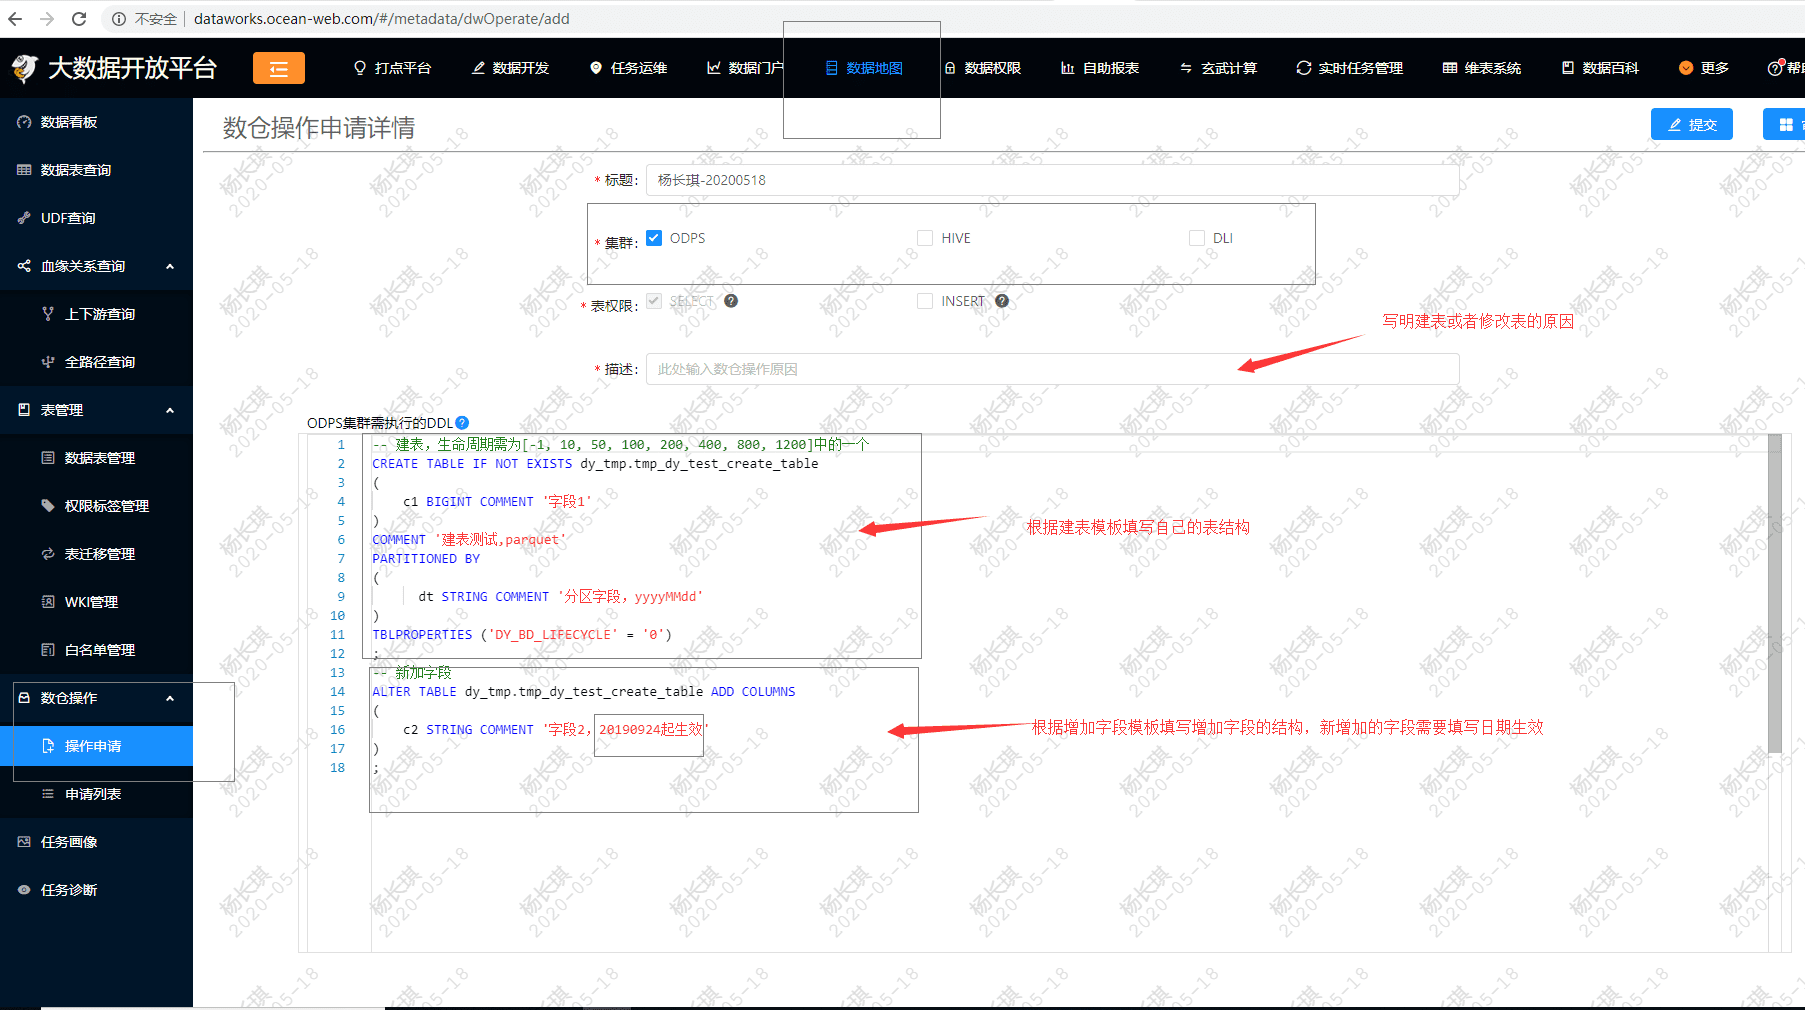 不安全 dataworks.ocean-web.com/#/metadata/dwOperate/add
大数据开放平台
打点平台 数据开发 任务运维 数据门户 数据地图 数据权限 自助报表 玄武计算 实时任务管理 维表系统 数据百科 更多
数据看板
数据表查询
UDF查询
血缘关系查询
上下游查询
全路径查询
表管理
数据表管理
权限标签管理
表迁移管理
WKI管理
白名单管理
数仓操作
操作申请
申请列表
任务画像
任务诊断
数仓操作申请详情
提交
* 标题: 杨长琪-20200518
* 集群: ODPS HIVE DLI
* 表权限: SELECT ? INSERT ?
写明建表或者修改表的原因
* 描述: 此处输入数仓操作原因
ODPS集群需执行的DDL ?
1 -- 建表，生命周期需为[-1, 10, 50, 100, 200, 400, 800, 1200]中的一个
2 CREATE TABLE IF NOT EXISTS dy_tmp.tmp_dy_test_create_table
3 (
4 c1 BIGINT COMMENT '字段1'
5 )
6 COMMENT '建表测试,parquet'
7 PARTITIONED BY
8 (
9 dt STRING COMMENT '分区字段，yyyyMMdd'
10 )
11 TBLPROPERTIES ('DY_BD_LIFECYCLE' = '0')
12 ;
13 -- 新加字段
14 ALTER TABLE dy_tmp.tmp_dy_test_create_table ADD COLUMNS
15 (
16 c2 STRING COMMENT '字段2，20190924起生效'
17 )
18 ;
根据建表模板填写自己的表结构
根据增加字段模板填写增加字段的结构，新增加的字段需要填写日期生效
杨长琪
2020-05-18